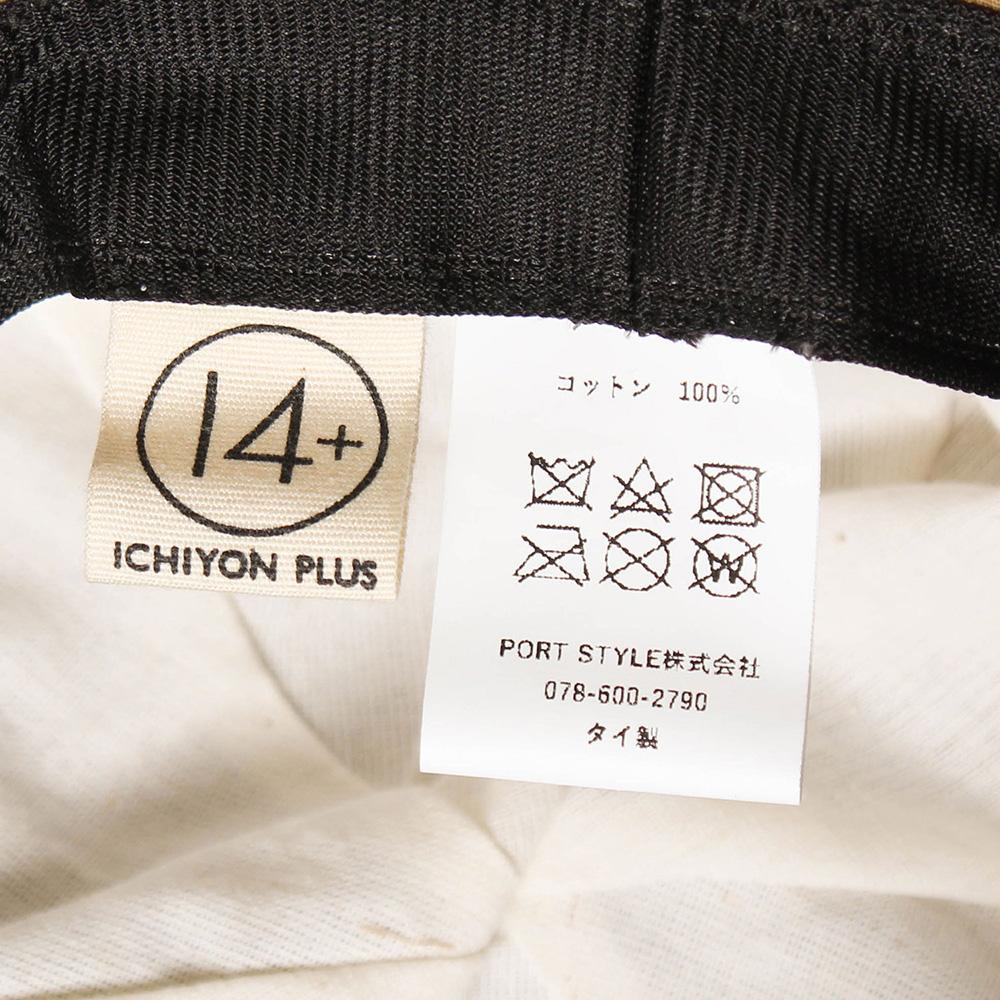 14+
ICHIYON PLUS
コットン 100%
W
PORT STYLE株式会社
078-600-2790
タイ製